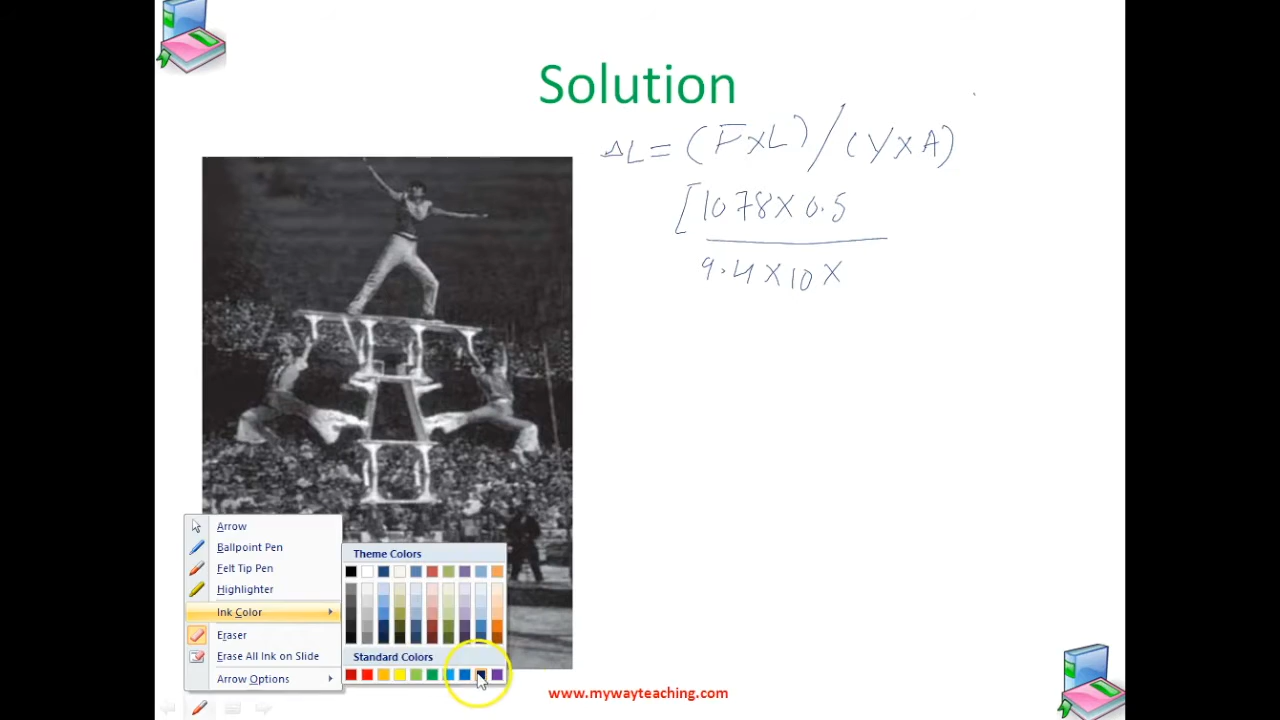 Solution
ΔL = (F×L) / (Y×A)
[1078× 0.5
9.4×10×
Arrow
Ballpoint Pen
Felt Tip Pen
Highlighter
Ink Color
Eraser
Erase All Ink on Slide
Arrow Options
Theme Colors
Standard Colors
www.mywayteaching.com